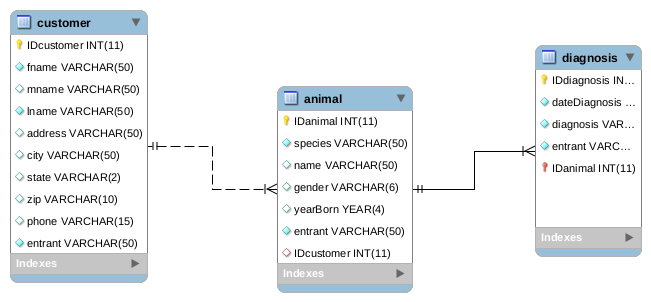 customer
IDcustomer INT(11)
fname VARCHAR(50)
mname VARCHAR(50)
lname VARCHAR(50)
address VARCHAR(50)
city VARCHAR(50)
state VARCHAR(2)
zip VARCHAR(10)
phone VARCHAR(15)
entrant VARCHAR(50)
Indexes
animal
IDanimal INT(11)
species VARCHAR(50)
name VARCHAR(50)
gender VARCHAR(6)
yearBorn YEAR(4)
entrant VARCHAR(50)
IDcustomer INT(11)
Indexes
diagnosis
IDdiagnosis IN...
dateDiagnosis ...
diagnosis VAR...
entrant VARC...
IDanimal INT(11)
Indexes